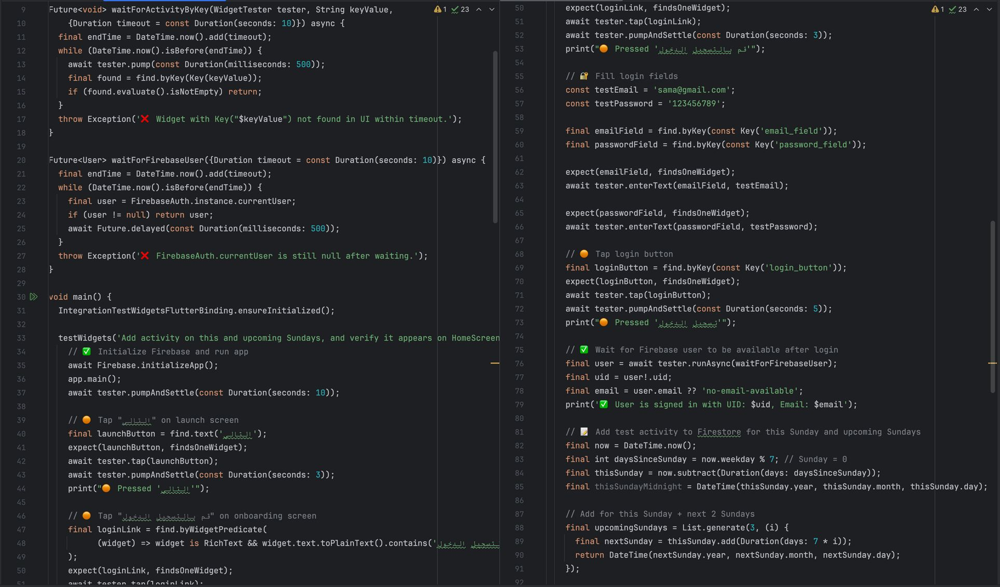 9 Future<void> waitForActivityByKey(WidgetTester tester, String keyValue,
10 {Duration timeout = const Duration(seconds: 10)}) async {
11 final endTime = DateTime.now().add(timeout);
12 while (DateTime.now().isBefore(endTime)) {
13 await tester.pump(const Duration(milliseconds: 500));
14 final found = find.byKey(Key(keyValue));
15 if (found.evaluate().isNotEmpty) return;
16 }
17 throw Exception('❌ Widget with Key("$keyValue") not found in UI within timeout.');
18 }
19
20 Future<User> waitForFirebaseUser({Duration timeout = const Duration(seconds: 10)}) async {
21 final endTime = DateTime.now().add(timeout);
22 while (DateTime.now().isBefore(endTime)) {
23 final user = FirebaseAuth.instance.currentUser;
24 if (user != null) return user;
25 await Future.delayed(const Duration(milliseconds: 500));
26 }
27 throw Exception('❌ FirebaseAuth.currentUser is still null after waiting.');
28 }
29
30 void main() {
31 IntegrationTestWidgetsFlutterBinding.ensureInitialized();
32
33 testWidgets('Add activity on this and upcoming Sundays, and verify it appears on HomeScreen
34 // ✅ Initialize Firebase and run app
35 await Firebase.initializeApp();
36 app.main();
37 await tester.pumpAndSettle(const Duration(seconds: 10));
38
39 // 🟠 Tap "التالي" on launch screen
40 final launchButton = find.text('التالي');
41 expect(launchButton, findsOneWidget);
42 await tester.tap(launchButton);
43 await tester.pumpAndSettle(const Duration(seconds: 3));
44 print("🟠 Pressed 'التالي'");
45
46 // 🟠 Tap "قم بالتسجيل الدخول" on onboarding screen
47 final loginLink = find.byWidgetPredicate(
48 (widget) => widget is RichText && widget.text.toPlainText().contains('تسجيل الدخول
49 );
50 expect(loginLink, findsOneWidget);
51 await tester.tap(loginLink);
1 23
50 expect(loginLink, findsOneWidget);
51 await tester.tap(loginLink);
52 await tester.pumpAndSettle(const Duration(seconds: 3));
53 print("🟠 Pressed 'قم بالتسجيل الدخول'");
54
55 // 🔐 Fill login fields
56 const testEmail = 'sama@gmail.com';
57 const testPassword = '123456789';
58
59 final emailField = find.byKey(const Key('email_field'));
60 final passwordField = find.byKey(const Key('password_field'));
61
62 expect(emailField, findsOneWidget);
63 await tester.enterText(emailField, testEmail);
64
65 expect(passwordField, findsOneWidget);
66 await tester.enterText(passwordField, testPassword);
67
68 // 🟠 Tap login button
69 final loginButton = find.byKey(const Key('login_button'));
70 expect(loginButton, findsOneWidget);
71 await tester.tap(loginButton);
72 await tester.pumpAndSettle(const Duration(seconds: 5));
73 print("🟠 Pressed 'تسجيل الدخول'");
74
75 // ✅ Wait for Firebase user to be available after login
76 final user = await tester.runAsync(waitForFirebaseUser);
77 final uid = user!.uid;
78 final email = user.email ?? 'no-email-available';
79 print('✅ User is signed in with UID: $uid, Email: $email');
80
81 // 📝 Add test activity to Firestore for this Sunday and upcoming Sundays
82 final now = DateTime.now();
83 final int daysSinceSunday = now.weekday % 7; // Sunday = 0
84 final thisSunday = now.subtract(Duration(days: daysSinceSunday));
85 final thisSundayMidnight = DateTime(thisSunday.year, thisSunday.month, thisSunday.day);
86
87 // Add for this Sunday + next 2 Sundays
88 final upcomingSundays = List.generate(3, (i) {
89 final nextSunday = thisSunday.add(Duration(days: 7 * i));
90 return DateTime(nextSunday.year, nextSunday.month, nextSunday.day);
91 });
92
1 23